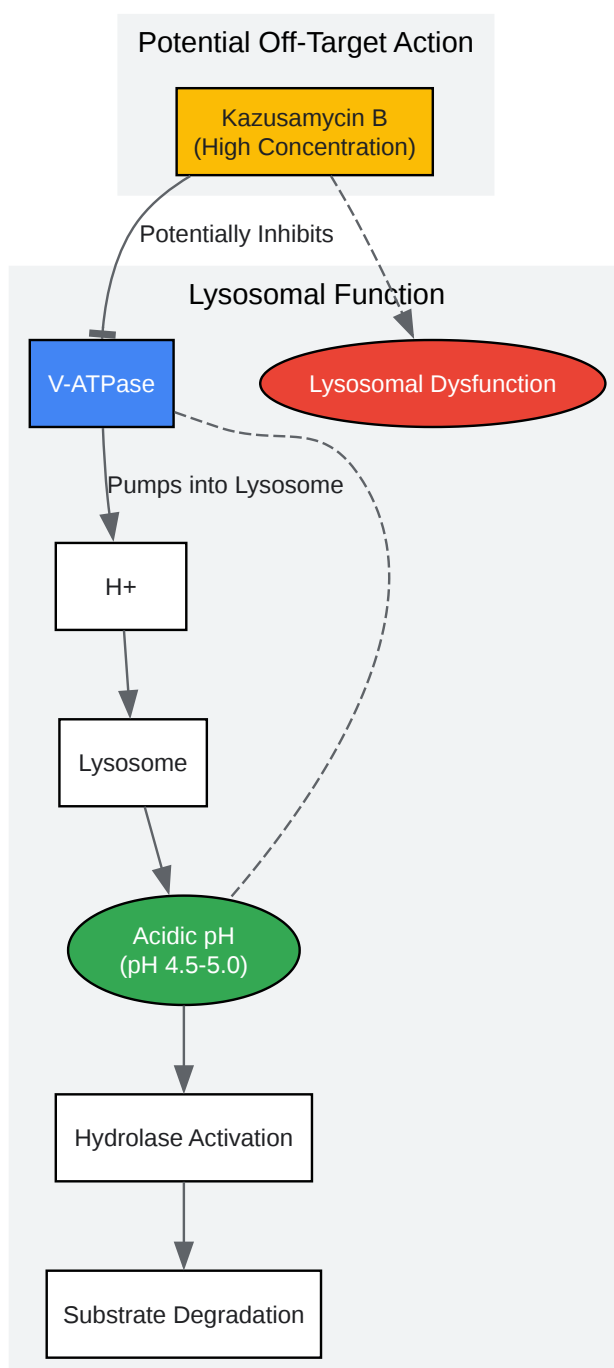 Potential Off-Target Action
Kazusamycin B
(High Concentration)
Potentially Inhibits
Lysosomal Function
V-ATPase
Lysosomal Dysfunction
Pumps into Lysosome
H+
Lysosome
Acidic pH
(pH 4.5-5.0)
Hydrolase Activation
Substrate Degradation